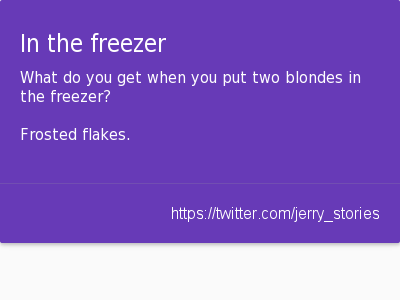 In the freezer
What do you get when you put two blondes in
the freezer?
Frosted flakes.
https://twitter.com/jerry_stories